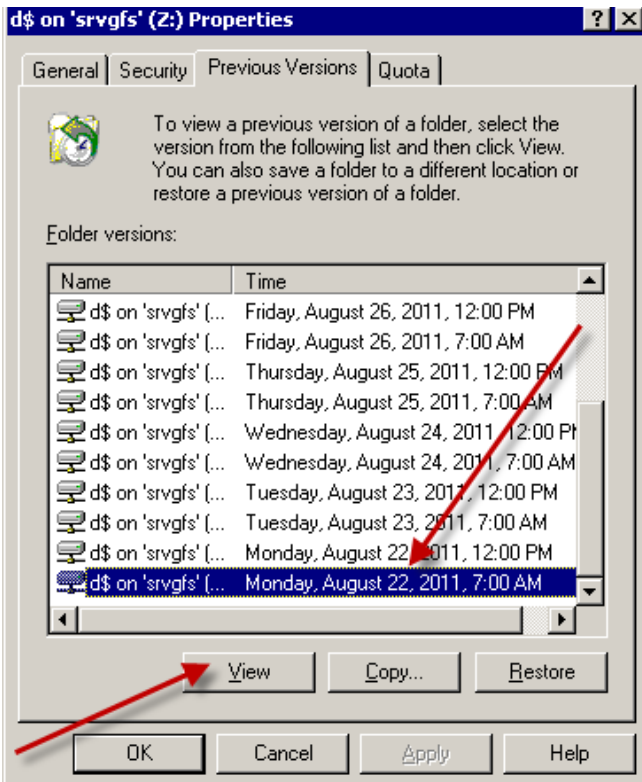 d$ on 'srvgfs' (Z:) Properties
General Security Previous Versions Quota
To view a previous version of a folder, select the
version from the following list and then click View.
You can also save a folder to a different location or
restore a previous version of a folder.
Folder versions:
Name Time
d$ on 'srvgfs' (... Friday, August 26, 2011, 12:00 PM
d$ on 'srvgfs' (... Friday, August 26, 2011, 7:00 AM
d$ on 'srvgfs' (... Thursday, August 25, 2011, 12:00 PM
d$ on 'srvgfs' (... Thursday, August 25, 2011, 7:00 AM
d$ on 'srvgfs' (... Wednesday, August 24, 2011, 12:00 PM
d$ on 'srvgfs' (... Wednesday, August 24, 2011, 7:00 AM
d$ on 'srvgfs' (... Tuesday, August 23, 2011, 12:00 PM
d$ on 'srvgfs' (... Tuesday, August 23, 2011, 7:00 AM
d$ on 'srvgfs' (... Monday, August 22, 2011, 12:00 PM
d$ on 'srvgfs' (... Monday, August 22, 2011, 7:00 AM
View Copy... Restore
OK Cancel Apply Help